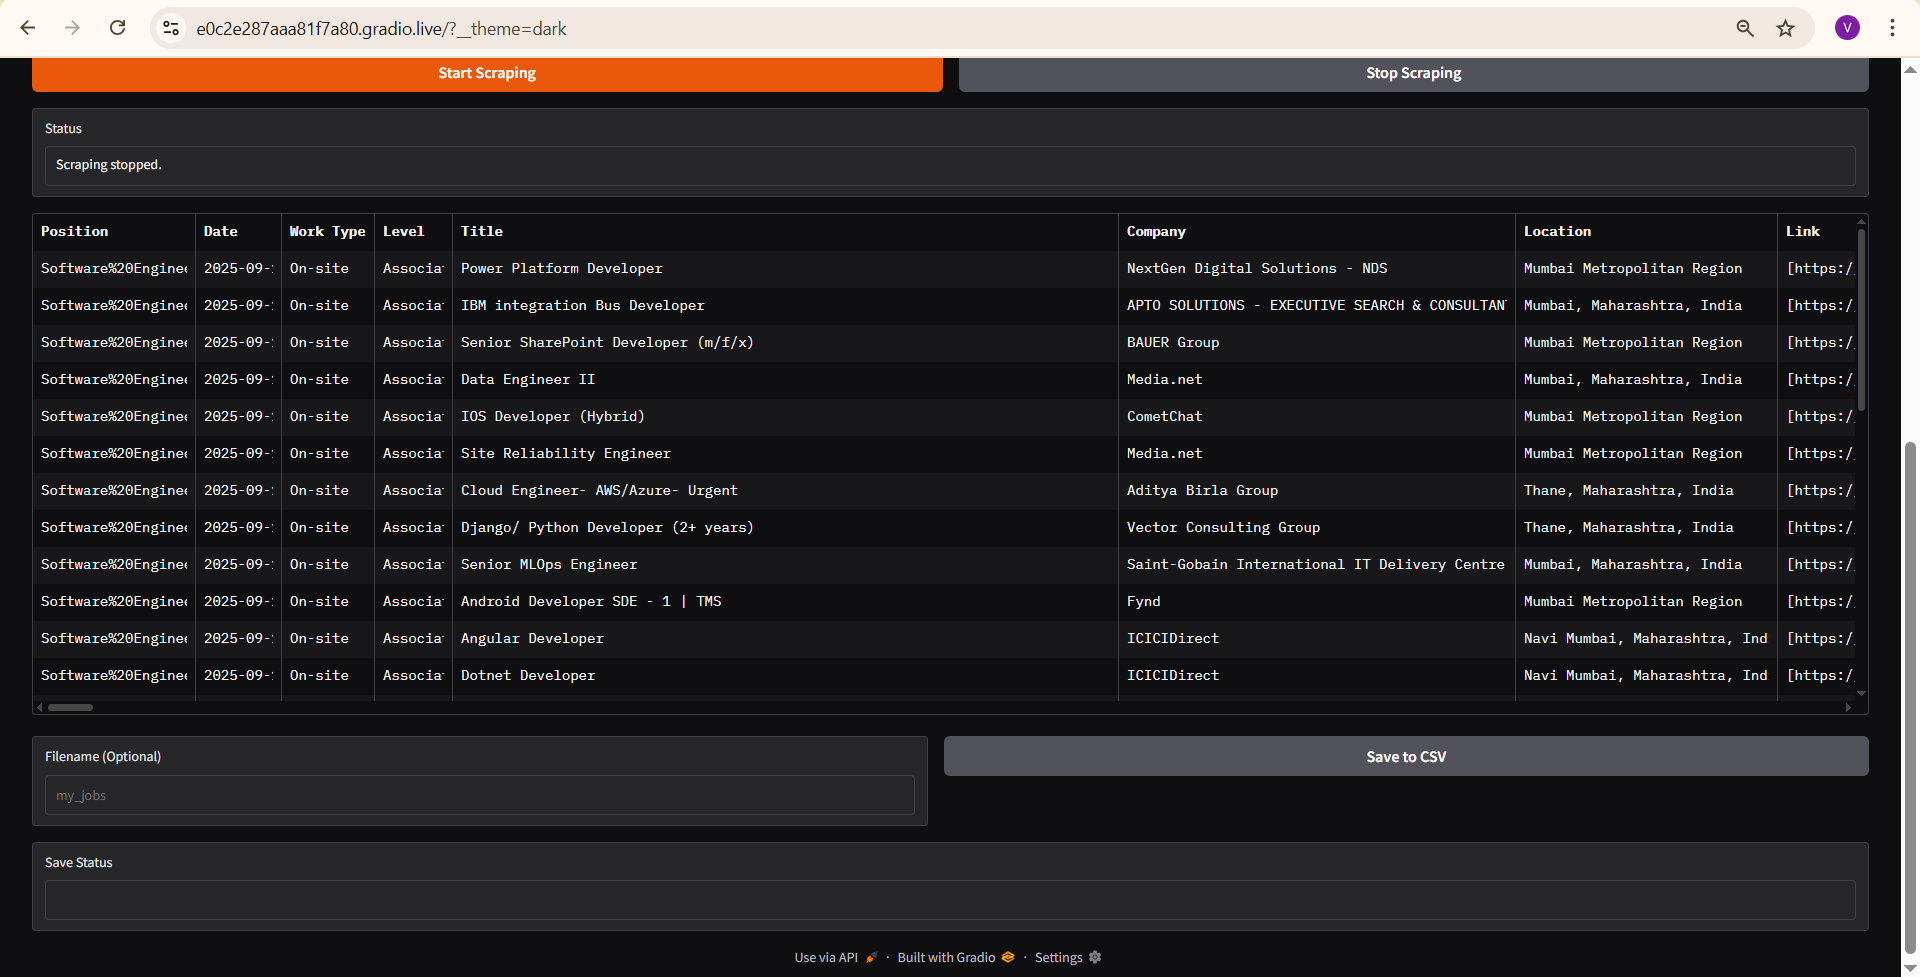 e0c2e287aaa81f7a80.gradio.live/?__theme=dark
V
Start Scraping
Stop Scraping
Status
Scraping stopped.
Position Date Work Type Level Title Company Location Link
Software%20Enginee 2025-09- On-site Associa Power Platform Developer NextGen Digital Solutions - NDS Mumbai Metropolitan Region [https:/
Software%20Enginee 2025-09- On-site Associa IBM integration Bus Developer APTO SOLUTIONS - EXECUTIVE SEARCH & CONSULTAN Mumbai, Maharashtra, India [https:/
Software%20Enginee 2025-09- On-site Associa Senior SharePoint Developer (m/f/x) BAUER Group Mumbai Metropolitan Region [https:/
Software%20Enginee 2025-09- On-site Associa Data Engineer II Media.net Mumbai, Maharashtra, India [https:/
Software%20Enginee 2025-09- On-site Associa IOS Developer (Hybrid) CometChat Mumbai Metropolitan Region [https:/
Software%20Enginee 2025-09- On-site Associa Site Reliability Engineer Media.net Mumbai Metropolitan Region [https:/
Software%20Enginee 2025-09- On-site Associa Cloud Engineer- AWS/Azure- Urgent Aditya Birla Group Thane, Maharashtra, India [https:/
Software%20Enginee 2025-09- On-site Associa Django/ Python Developer (2+ years) Vector Consulting Group Thane, Maharashtra, India [https:/
Software%20Enginee 2025-09- On-site Associa Senior MLOps Engineer Saint-Gobain International IT Delivery Centre Mumbai, Maharashtra, India [https:/
Software%20Enginee 2025-09- On-site Associa Android Developer SDE - 1 | TMS Fynd Mumbai Metropolitan Region [https:/
Software%20Enginee 2025-09- On-site Associa Angular Developer ICICIDirect Navi Mumbai, Maharashtra, Ind [https:/
Software%20Enginee 2025-09- On-site Associa Dotnet Developer ICICIDirect Navi Mumbai, Maharashtra, Ind [https:/
Filename (Optional)
my_jobs
Save to CSV
Save Status
Use via API · Built with Gradio · Settings